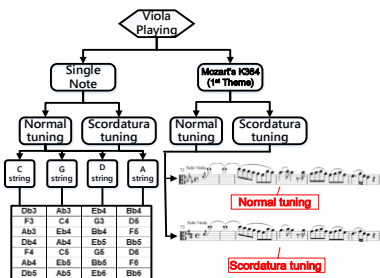 Viola
Playing
Single
Note
Mozart's K364
(1st Theme)
Normal
tuning
Scordatura
tuning
Normal
tuning
Scordatura
tuning
C
string
G
string
D
string
A
string
Solo Viola
Normal tuning
Db3 Ab3 Eb4 Bb4
F3 C4 G3 D5
Ab3 Eb4 Bb4 F5
Db4 Ab4 Eb5 Bb5
F4 C5 G5 D6
Ab4 Eb5 Bb5 F6
Db5 Ab5 Eb6 Bb6
Solo Viola
Scordatura tuning